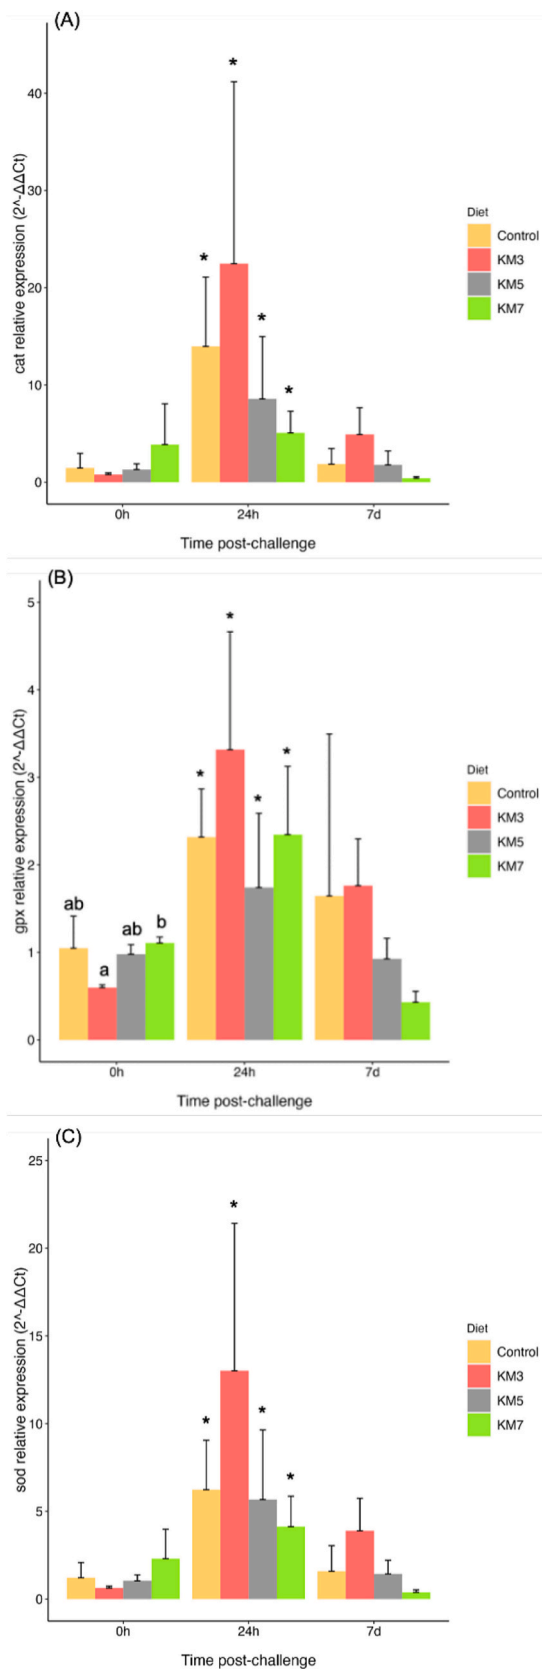 (A)
cat relative expression (2^-ΔΔCt)
40
30
20
10
0
*
*
*
*
0h
24h
7d
Time post-challenge
Diet
Control
KM3
KM5
KM7
(B)
gpx relative expression (2^-ΔΔCt)
5
4
3
2
1
0
ab
a
ab
b
*
*
*
*
0h
24h
7d
Time post-challenge
Diet
Control
KM3
KM5
KM7
(C)
sod relative expression (2^-ΔΔCt)
25
20
15
10
5
0
*
*
*
*
0h
24h
7d
Time post-challenge
Diet
Control
KM3
KM5
KM7